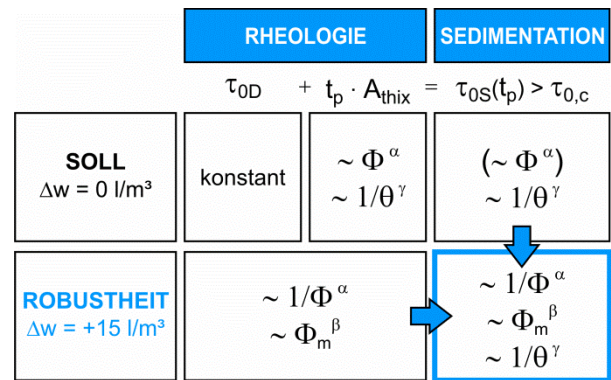 RHEOLOGIE SEDIMENTATION
τ0D + tp · Athix = τ0S(tp) > τ0,c
SOLL
Δw = 0 l/m³
konstant
~ Φ α
~ 1/θ γ
(~ Φ α)
~ 1/θ γ
ROBUSTHEIT
Δw = +15 l/m³
~ 1/Φ α
~ Φm β
~ 1/Φ α
~ Φm β
~ 1/θ γ